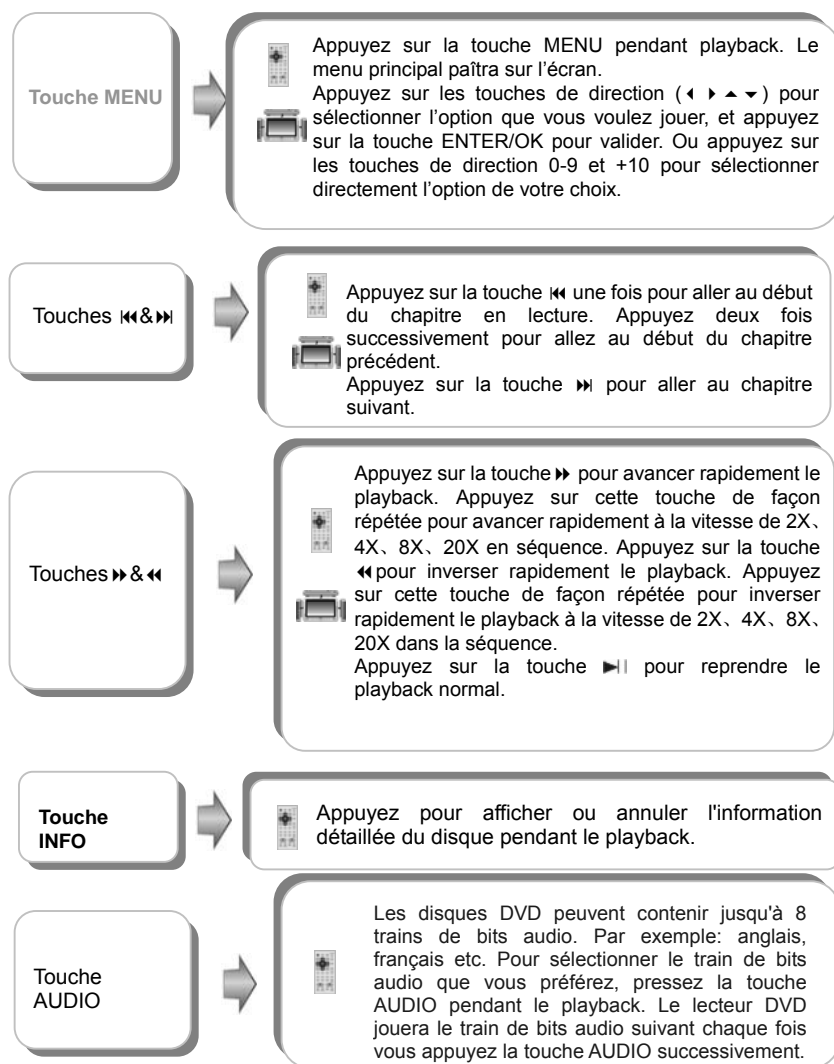 Touche MENU
Appuyez sur la touche MENU pendant playback. Le
menu principal paîtra sur l’écran.
Appuyez sur les touches de direction (◂ ▸ ▴ ▾) pour
sélectionner l’option que vous voulez jouer, et appuyez
sur la touche ENTER/OK pour valider. Ou appuyez sur
les touches de direction 0-9 et +10 pour sélectionner
directement l’option de votre choix.
Touches ⏮&⏭
Appuyez sur la touche ⏮ une fois pour aller au début
du chapitre en lecture. Appuyez deux fois
successivement pour allez au début du chapitre
précédent.
Appuyez sur la touche ⏭ pour aller au chapitre
suivant.
Touches ⏩ & ⏪
Appuyez sur la touche ⏩ pour avancer rapidement le
playback. Appuyez sur cette touche de façon
répétée pour avancer rapidement à la vitesse de 2X、
4X、8X、20X en séquence. Appuyez sur la touche
⏪ pour inverser rapidement le playback. Appuyez
sur cette touche de façon répétée pour inverser
rapidement le playback à la vitesse de 2X、4X、8X、
20X dans la séquence.
Appuyez sur la touche ⏯ pour reprendre le
playback normal.
Touche
INFO
Appuyez pour afficher ou annuler l'information
détaillée du disque pendant le playback.
Touche
AUDIO
Les disques DVD peuvent contenir jusqu'à 8
trains de bits audio. Par exemple: anglais,
français etc. Pour sélectionner le train de bits
audio que vous préférez, pressez la touche
AUDIO pendant le playback. Le lecteur DVD
jouera le train de bits audio suivant chaque fois
vous appuyez la touche AUDIO successivement.